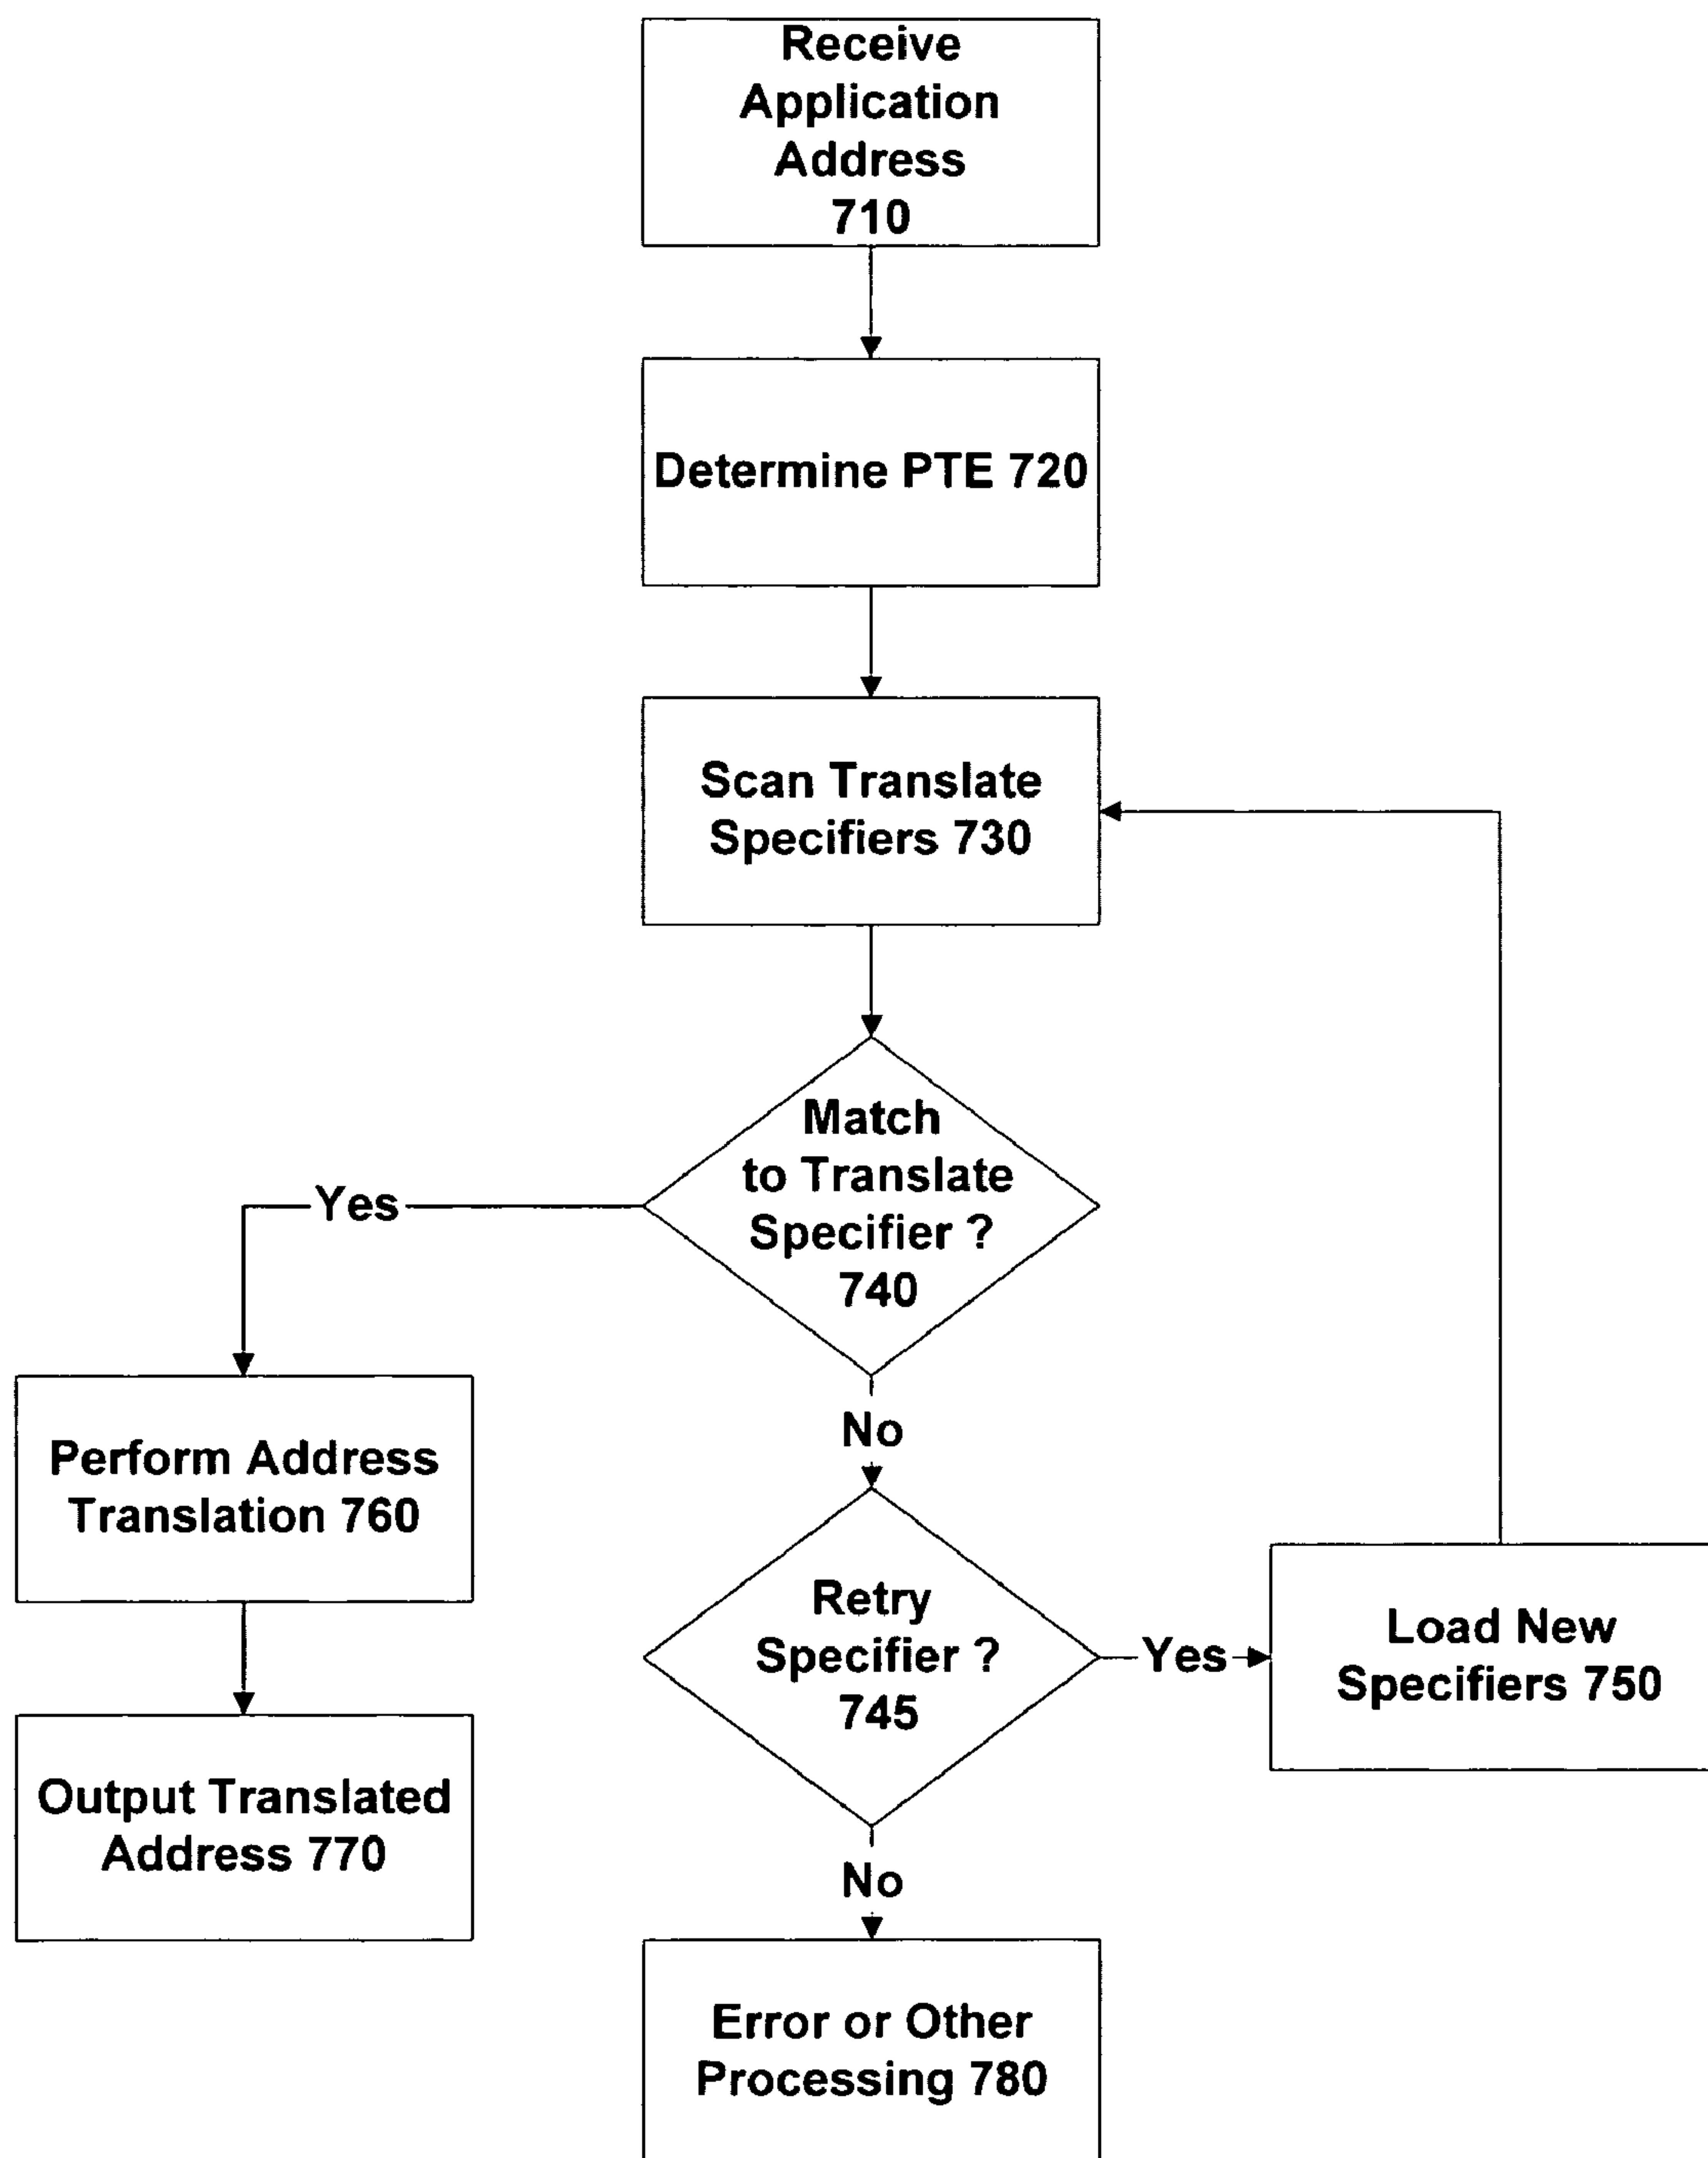 Receive
Application
Address
710
Determine PTE 720
Scan Translate
Specifiers 730
Match
to Translate
Specifier ?
740
Yes
No
Perform Address
Translation 760
Retry
Specifier ?
745
Yes
Load New
Specifiers 750
Output Translated
Address 770
No
Error or Other
Processing 780